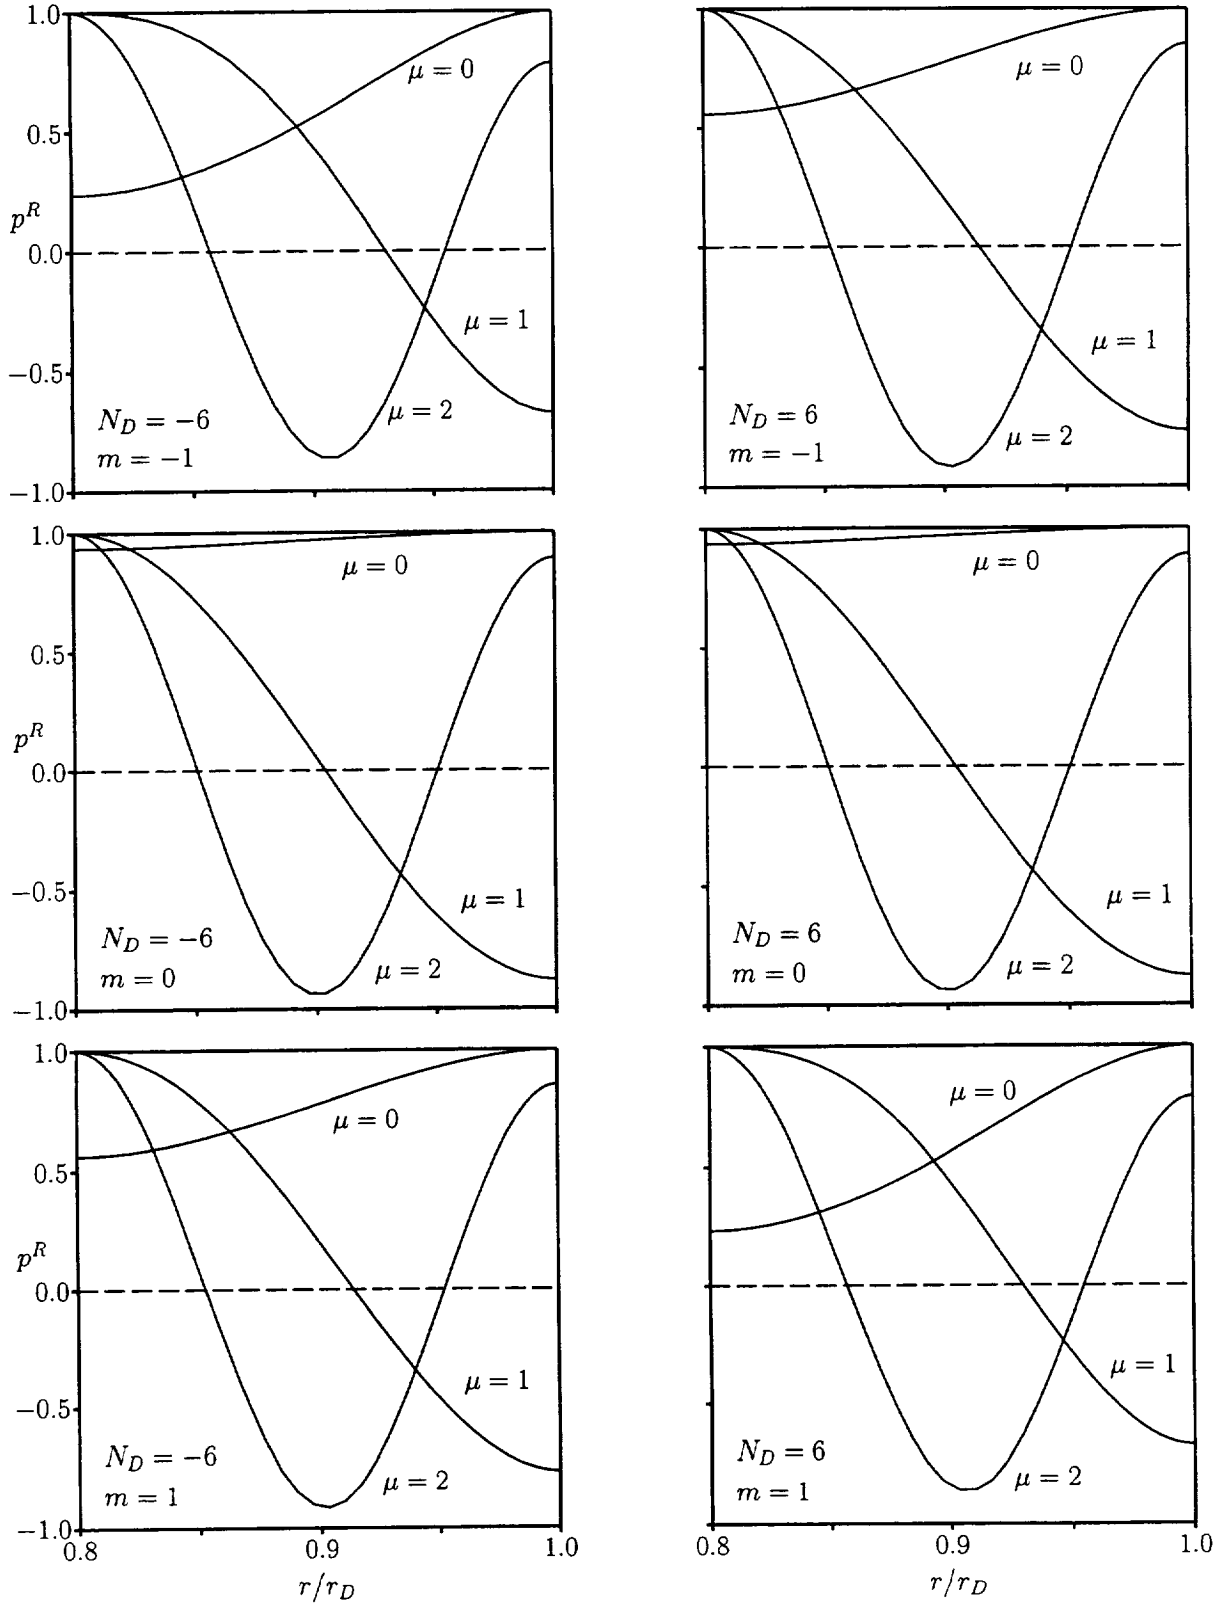 1.0
0.5
p^R
0.0
−0.5
−1.0
μ = 0
μ = 1
μ = 2
N_D = −6
m = −1
μ = 0
μ = 1
μ = 2
N_D = 6
m = −1
1.0
0.5
p^R
0.0
−0.5
−1.0
μ = 0
μ = 1
μ = 2
N_D = −6
m = 0
μ = 0
μ = 1
μ = 2
N_D = 6
m = 0
1.0
0.5
p^R
0.0
−0.5
−1.0
μ = 0
μ = 1
μ = 2
N_D = −6
m = 1
0.8 0.9 1.0
r/r_D
μ = 0
μ = 1
μ = 2
N_D = 6
m = 1
0.8 0.9 1.0
r/r_D